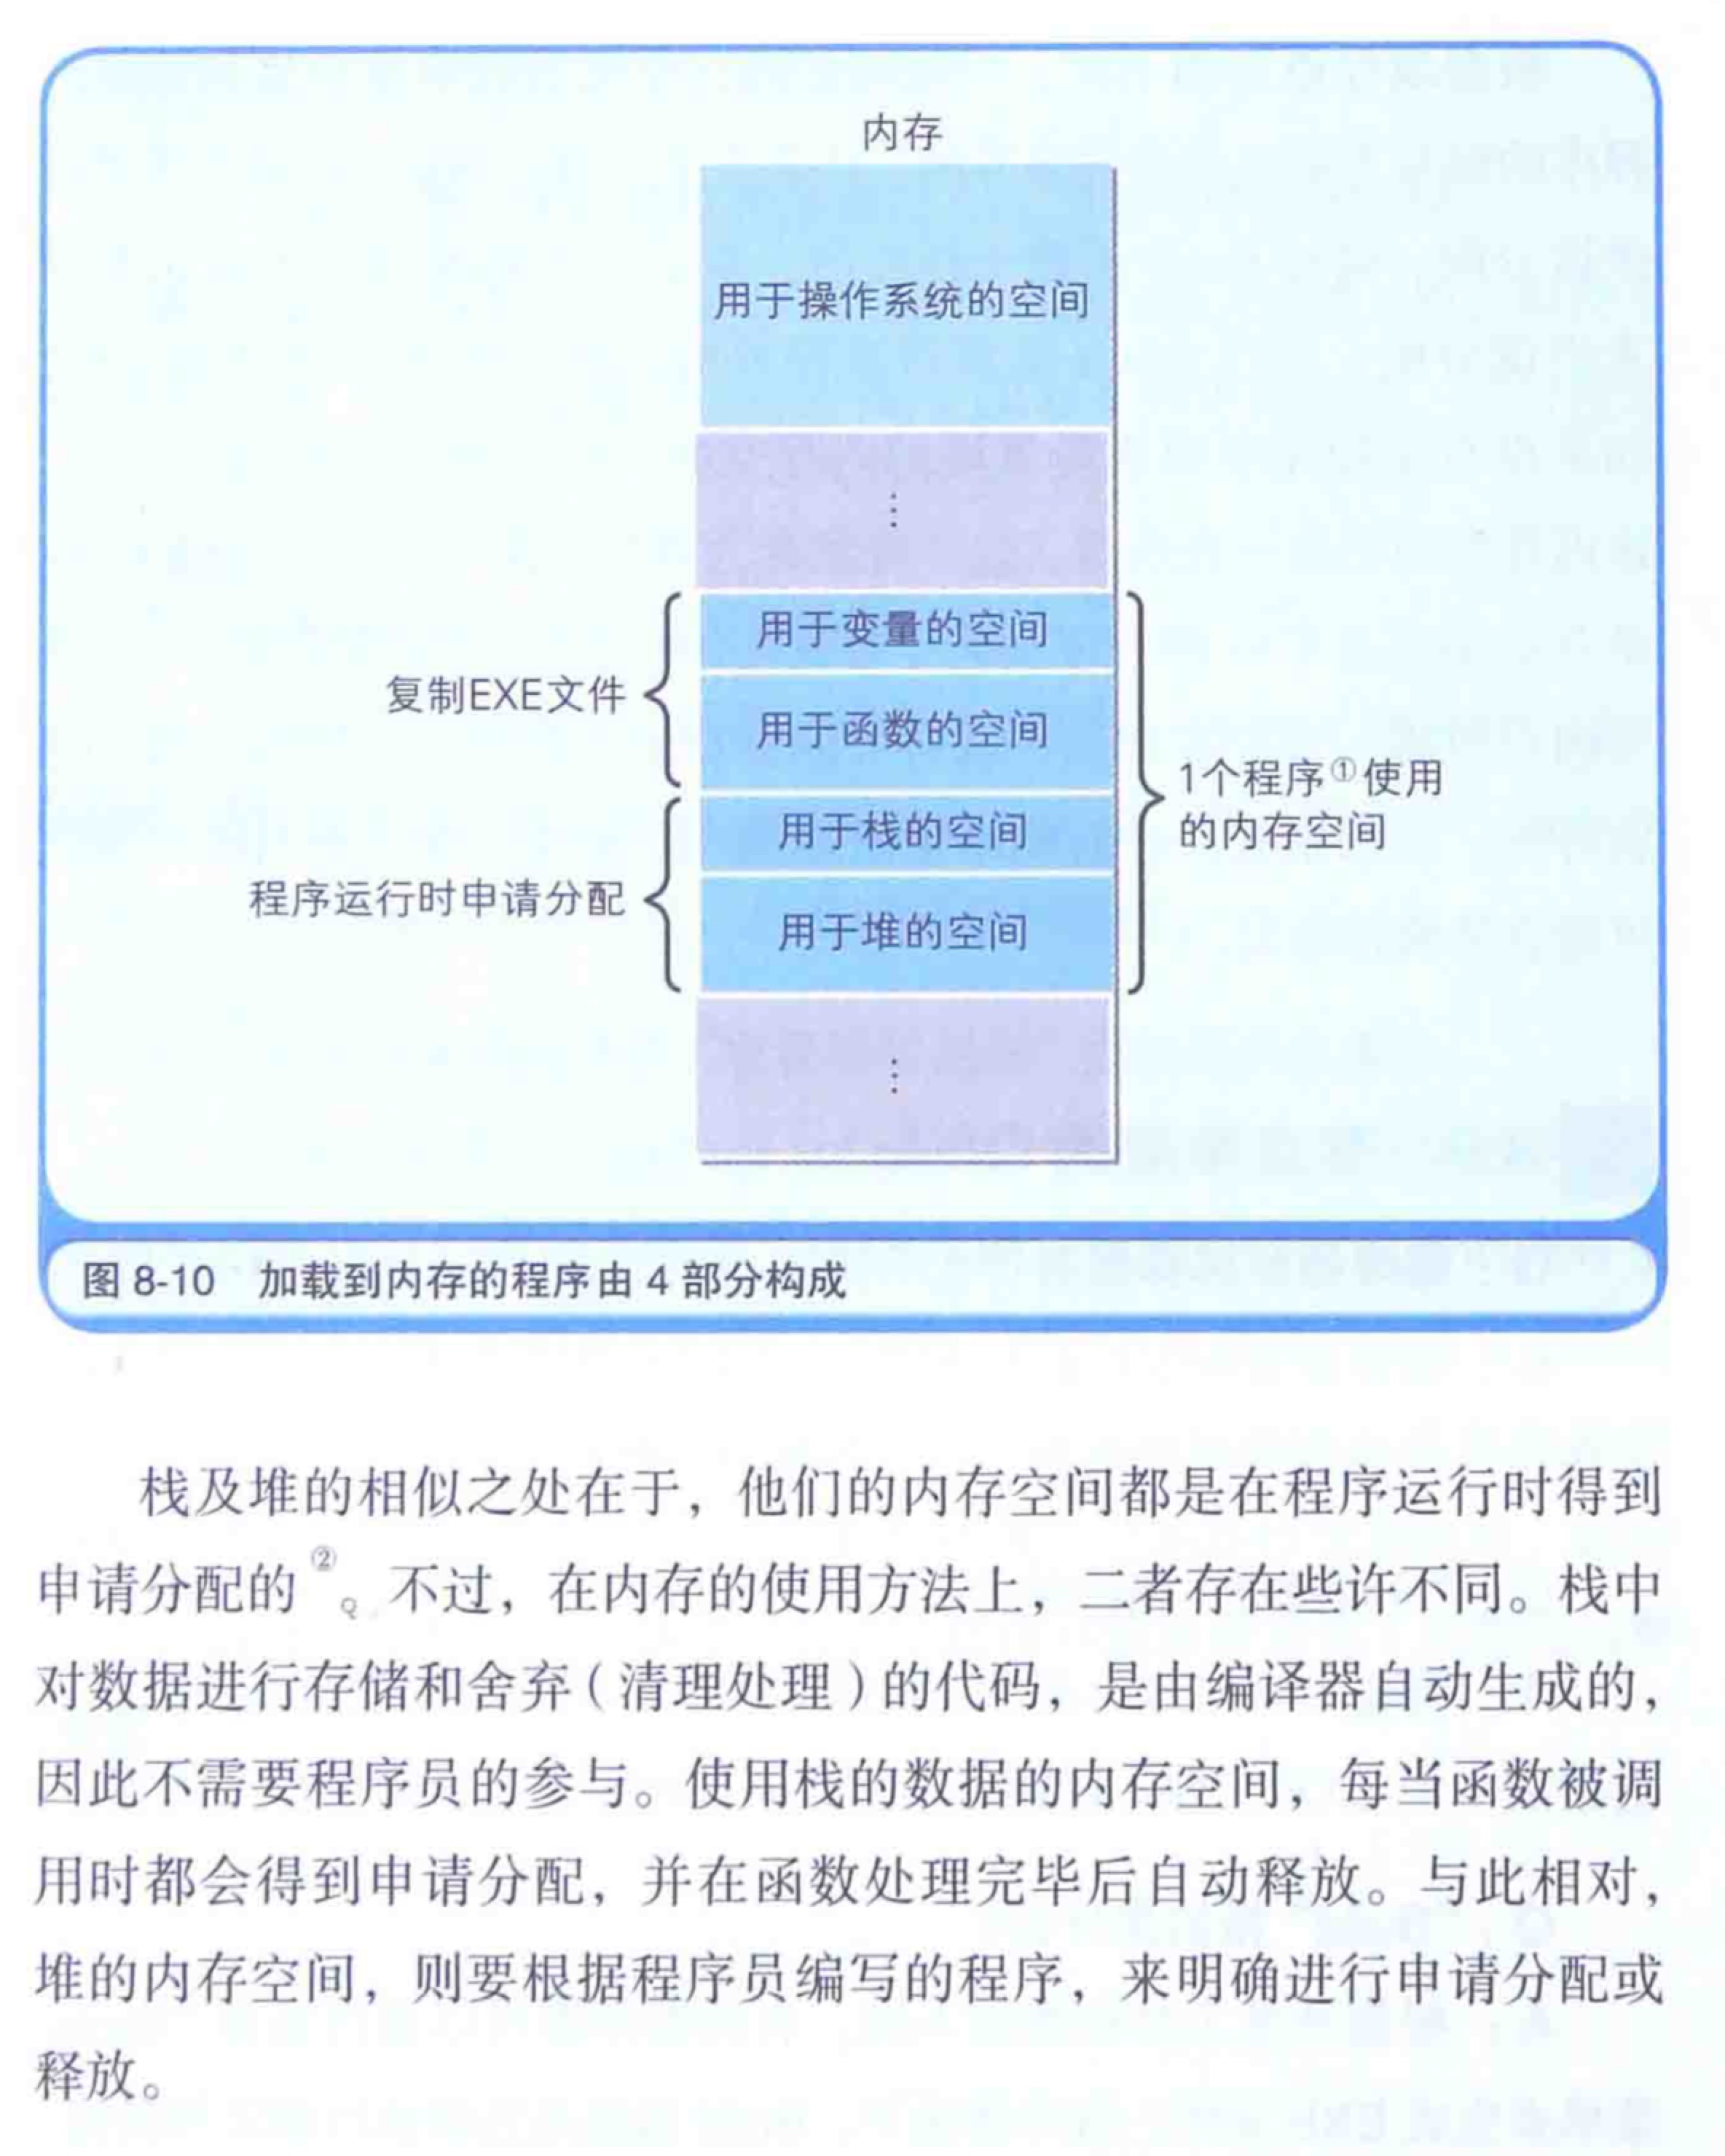 内存
用于操作系统的空间
⋮
用于变量的空间
复制EXE文件
用于函数的空间
1个程序①使用
的内存空间
用于栈的空间
程序运行时申请分配
用于堆的空间
⋮
图 8-10 加载到内存的程序由 4 部分构成
栈及堆的相似之处在于，他们的内存空间都是在程序运行时得到
申请分配的②。不过，在内存的使用方法上，二者存在些许不同。栈中
对数据进行存储和舍弃（清理处理）的代码，是由编译器自动生成的，
因此不需要程序员的参与。使用栈的数据的内存空间，每当函数被调
用时都会得到申请分配，并在函数处理完毕后自动释放。与此相对，
堆的内存空间，则要根据程序员编写的程序，来明确进行申请分配或
释放。